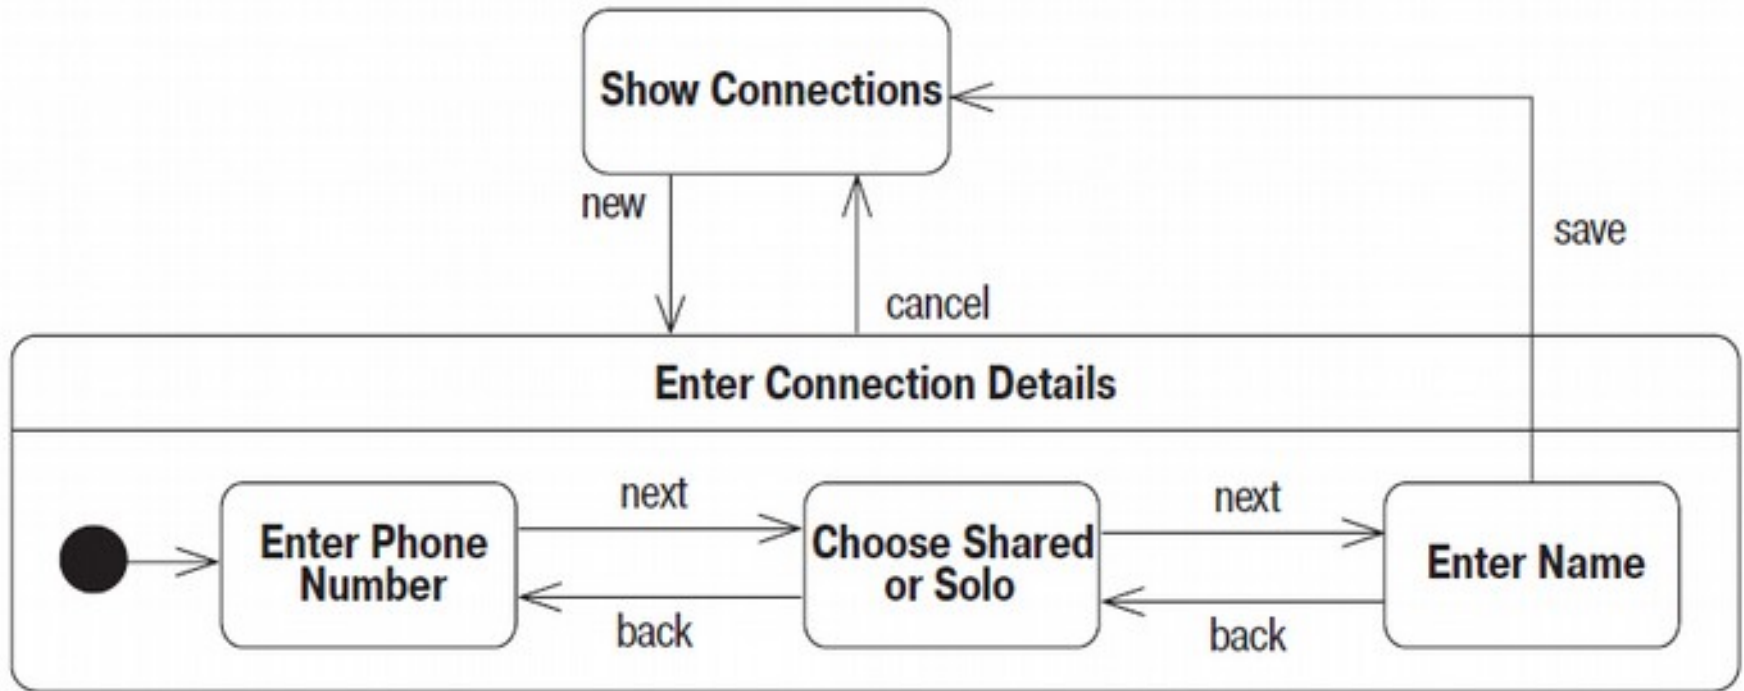 Show Connections
new
save
cancel
Enter Connection Details
next
next
Enter Phone
Number
Choose Shared
or Solo
Enter Name
back
back